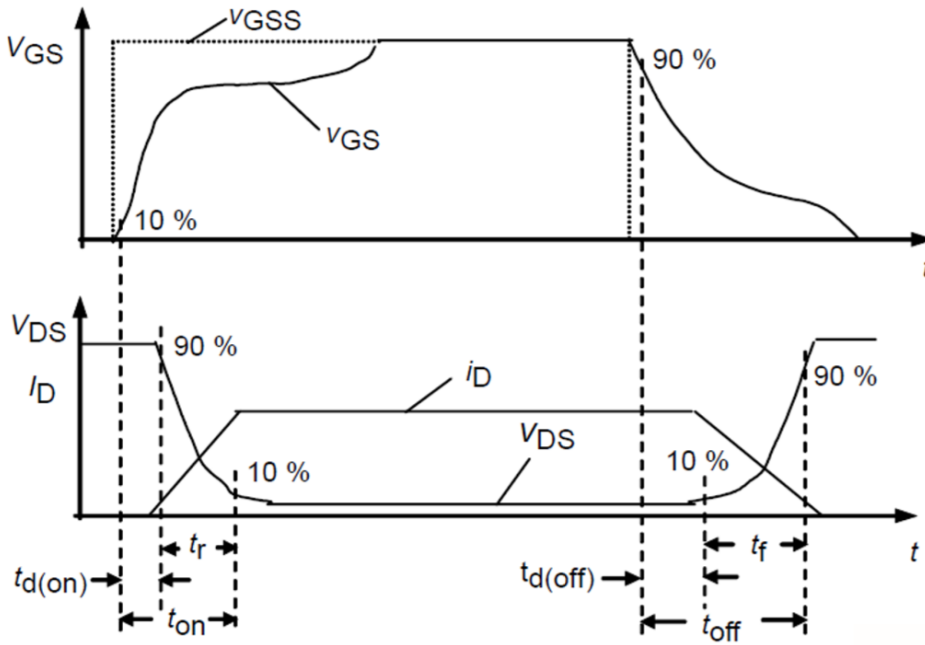 vGSS
VGS
90 %
vGS
10 %
t
VDS
90 %
iD
ID
90 %
VDS
10 %
10 %
tr
tf
t
td(on)
td(off)
ton
toff